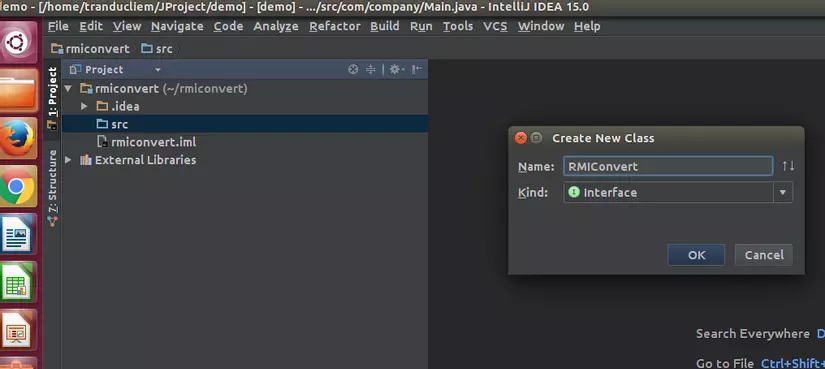 demo - [/home/tranducliem/JProject/demo] - [demo] - .../src/com/company/Main.java - IntelliJ IDEA 15.0
File Edit View Navigate Code Analyze Refactor Build Run Tools VCS Window Help
rmiconvert src
1: Project
Project
rmiconvert (~/rmiconvert)
.idea
src
rmiconvert.iml
External Libraries
7: Structure
Create New Class
Name: RMIConvert
Kind: Interface
OK Cancel
Search Everywhere D
Go to File Ctrl+Shift+